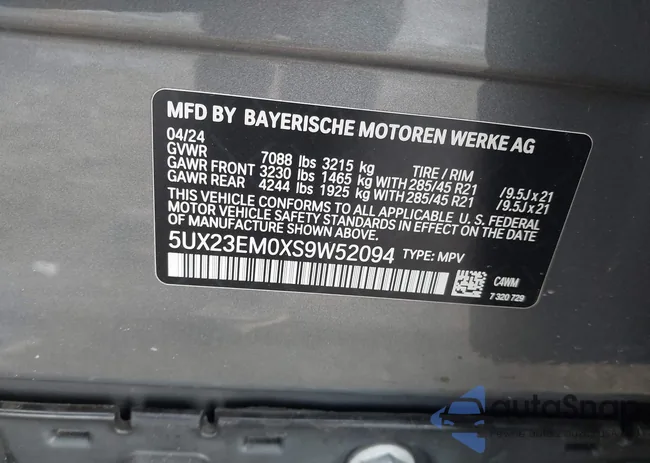 MFD BY BAYERISCHE MOTOREN WERKE AG
04/24
GVWR 7088 lbs 3215 kg TIRE / RIM
GAWR FRONT 3230 lbs 1465 kg WITH 285/45 R21 /9.5J x 21
GAWR REAR 4244 lbs 1925 kg WITH 285/45 R21 /9.5J x 21
THIS VEHICLE CONFORMS TO ALL APPLICABLE U. S. FEDERAL
MOTOR VEHICLE SAFETY STANDARDS IN EFFECT ON THE DATE
OF MANUFACTURE SHOWN ABOVE.
5UX23EM0XS9W52094 TYPE: MPV
C4WM
7 320 729
autoSnap